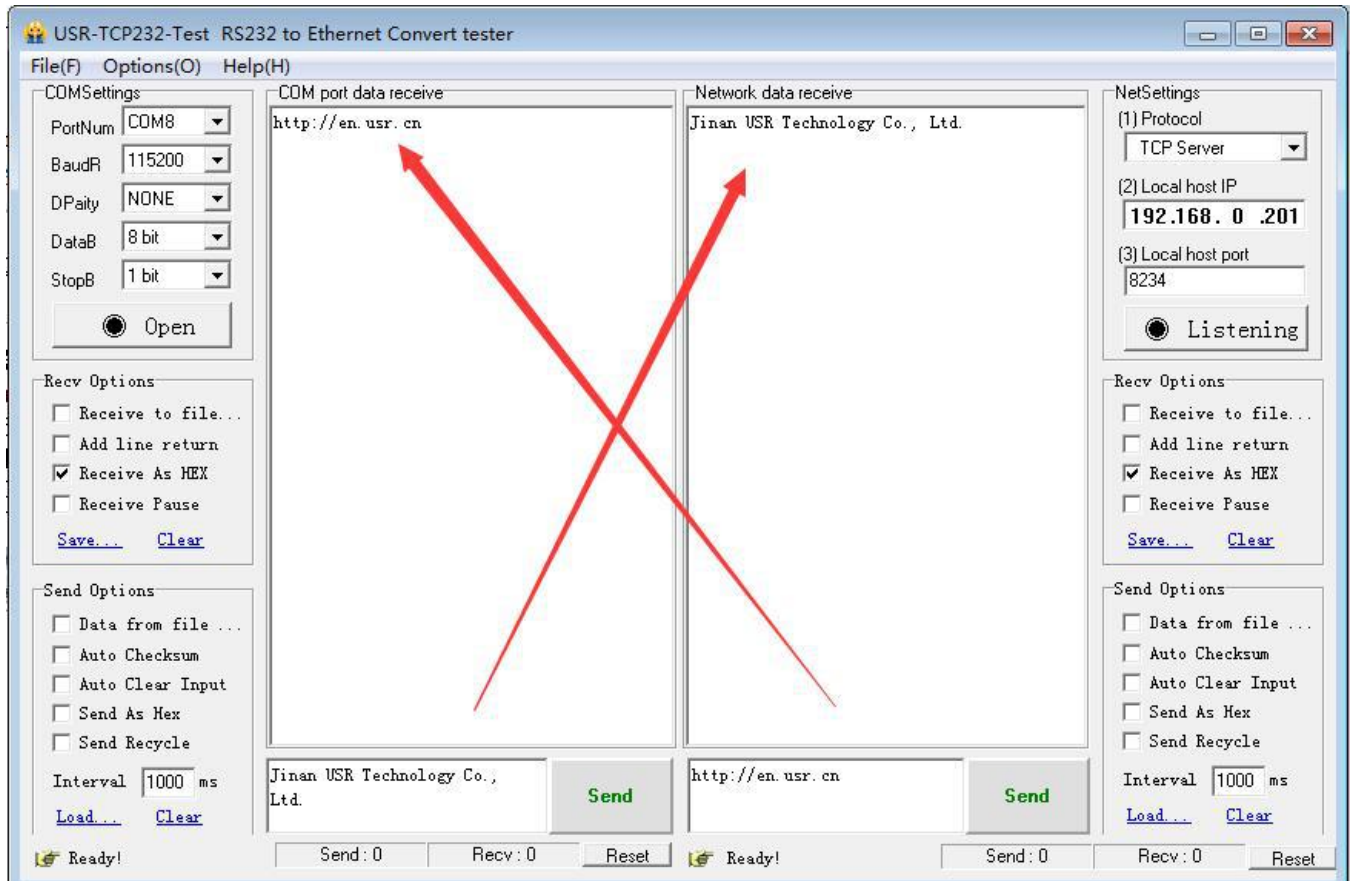 USR-TCP232-Test RS232 to Ethernet Convert tester
File(F) Options(O) Help(H)
COMSettings
PortNum COM8
BaudR 115200
DPaity NONE
DataB 8 bit
StopB 1 bit
Open
Recv Options
Receive to file...
Add line return
Receive As HEX
Receive Pause
Save... Clear
Send Options
Data from file ...
Auto Checksum
Auto Clear Input
Send As Hex
Send Recycle
Interval 1000 ms
Load... Clear
Ready!
COM port data receive
http://en.usr.cn
Jinan USR Technology Co.,
Ltd.
Send
Send : 0 Recv : 0 Reset
Network data receive
Jinan USR Technology Co., Ltd.
http://en.usr.cn
Send
Ready! Send : 0 Recv : 0 Reset
NetSettings
(1) Protocol
TCP Server
(2) Local host IP
192.168. 0 .201
(3) Local host port
8234
Listening
Recv Options
Receive to file...
Add line return
Receive As HEX
Receive Pause
Save... Clear
Send Options
Data from file ...
Auto Checksum
Auto Clear Input
Send As Hex
Send Recycle
Interval 1000 ms
Load... Clear